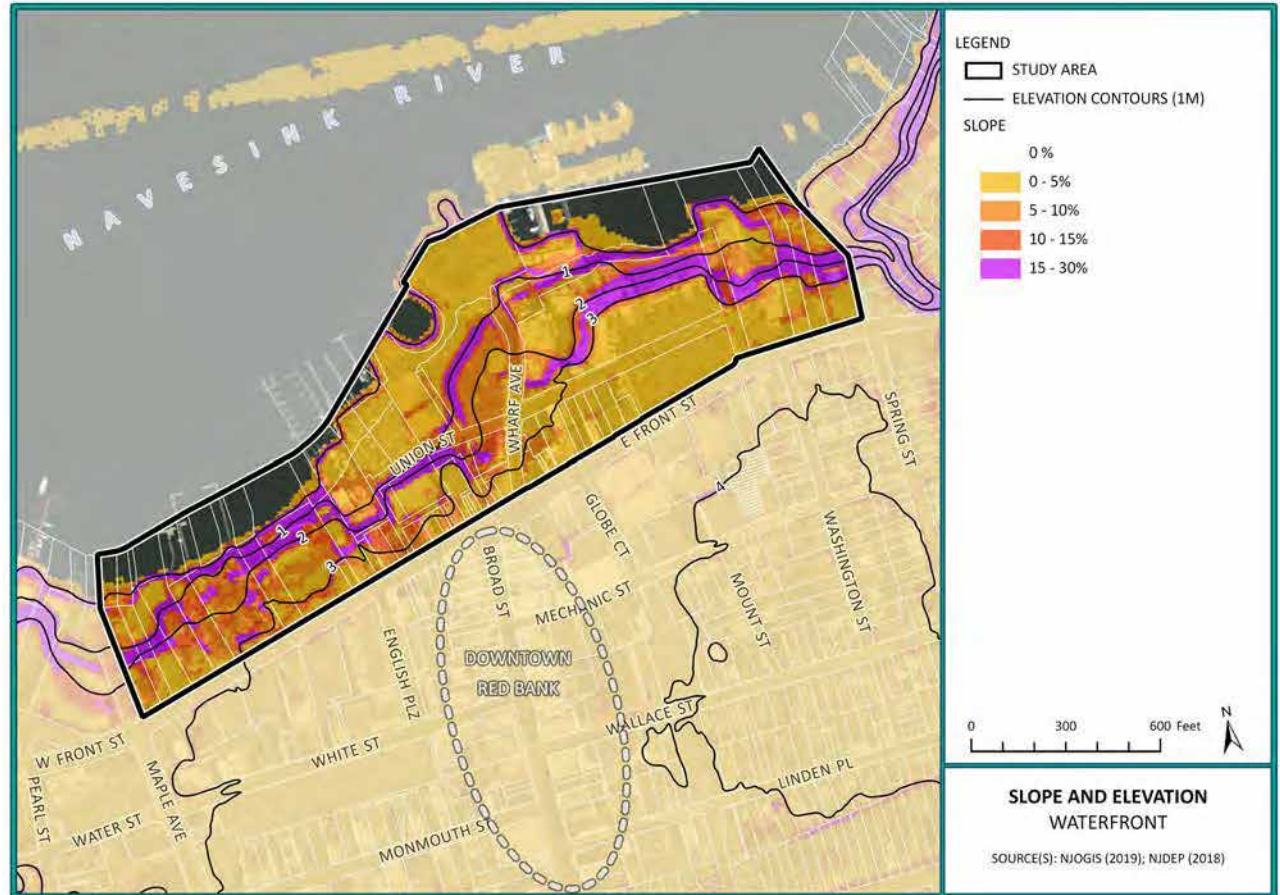 NAVESINK RIVER
1
2
3
WHARF AVE
UNION ST
E FRONT ST
SPRING ST
4
1
2
3
GLOBE CT
BROAD ST
WASHINGTON ST
MECHANIC ST
MOUNT ST
ENGLISH PLZ
DOWNTOWN
RED BANK
WALLACE ST
W FRONT ST
WHITE ST
LINDEN PL
PEARL ST
MAPLE AVE
WATER ST
MONMOUTH ST
LEGEND
STUDY AREA
ELEVATION CONTOURS (1M)
SLOPE
0 %
0 - 5%
5 - 10%
10 - 15%
15 - 30%
0 300 600 Feet
N
SLOPE AND ELEVATION
WATERFRONT
SOURCE(S): NJOGIS (2019); NJDEP (2018)